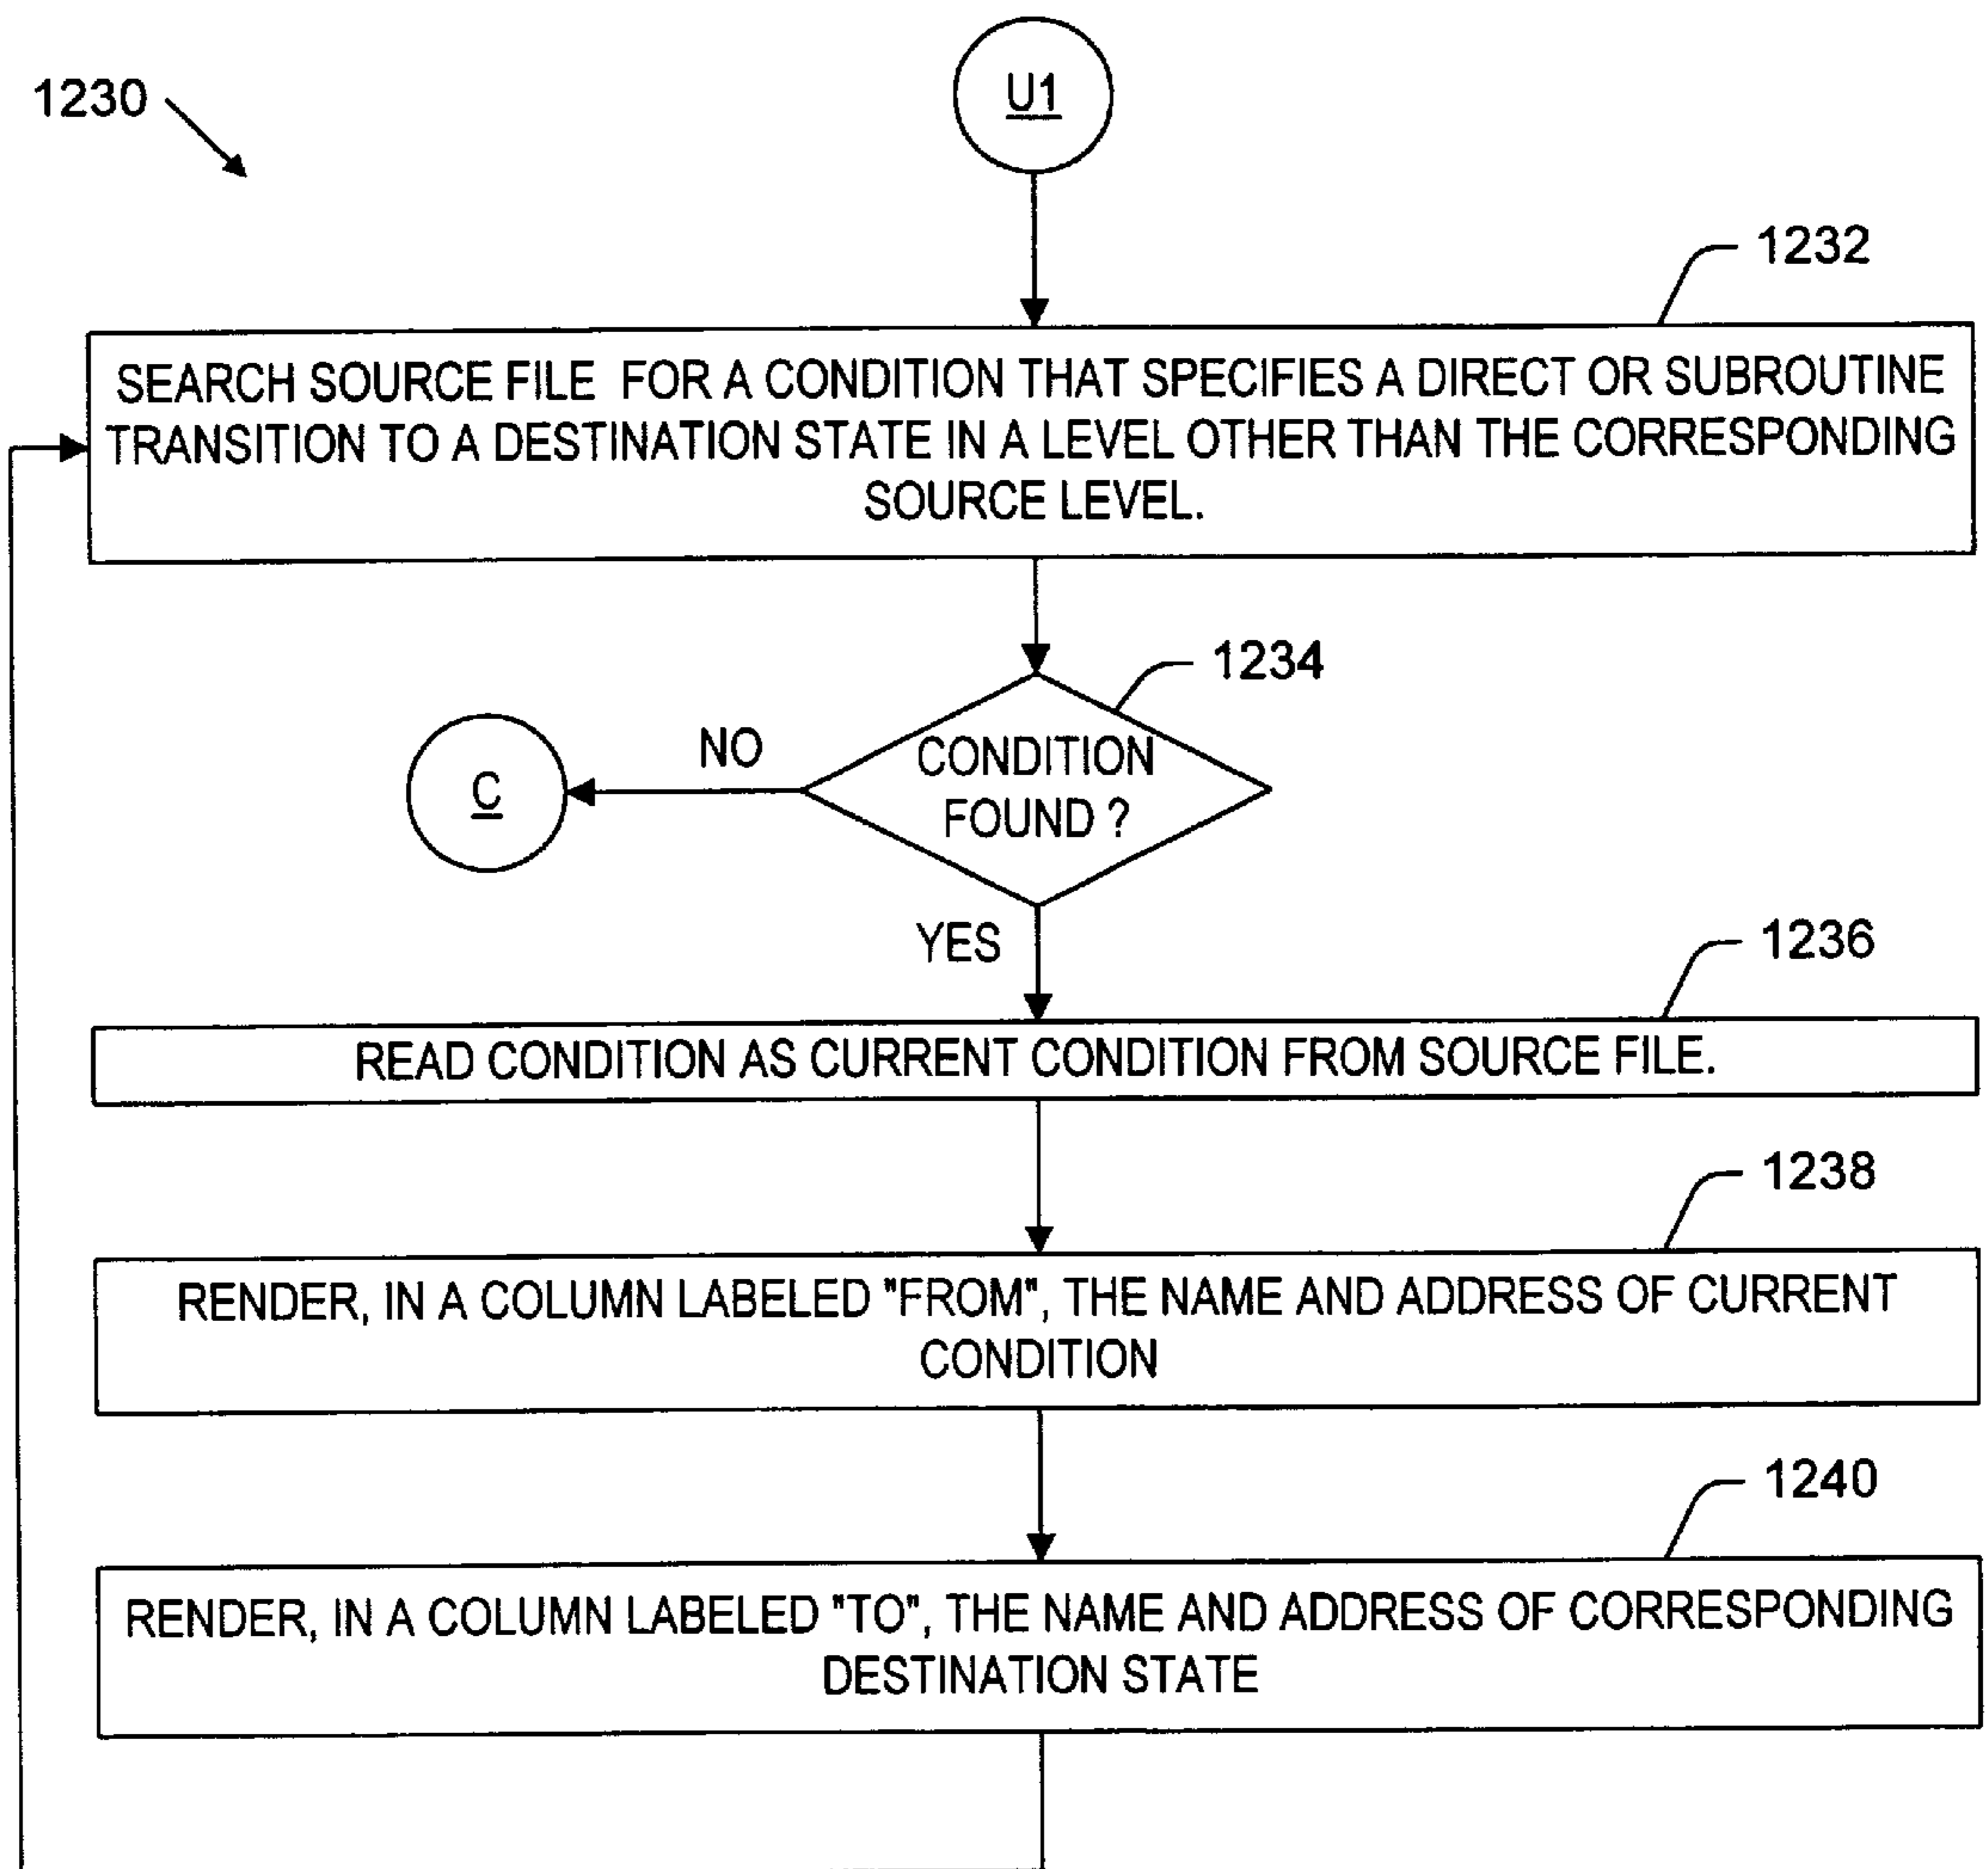 U1
1230
1232
SEARCH SOURCE FILE FOR A CONDITION THAT SPECIFIES A DIRECT OR SUBROUTINE
TRANSITION TO A DESTINATION STATE IN A LEVEL OTHER THAN THE CORRESPONDING
SOURCE LEVEL.
1234
NO
CONDITION
FOUND ?
C
YES
1236
READ CONDITION AS CURRENT CONDITION FROM SOURCE FILE.
1238
RENDER, IN A COLUMN LABELED "FROM", THE NAME AND ADDRESS OF CURRENT
CONDITION
1240
RENDER, IN A COLUMN LABELED "TO", THE NAME AND ADDRESS OF CORRESPONDING
DESTINATION STATE